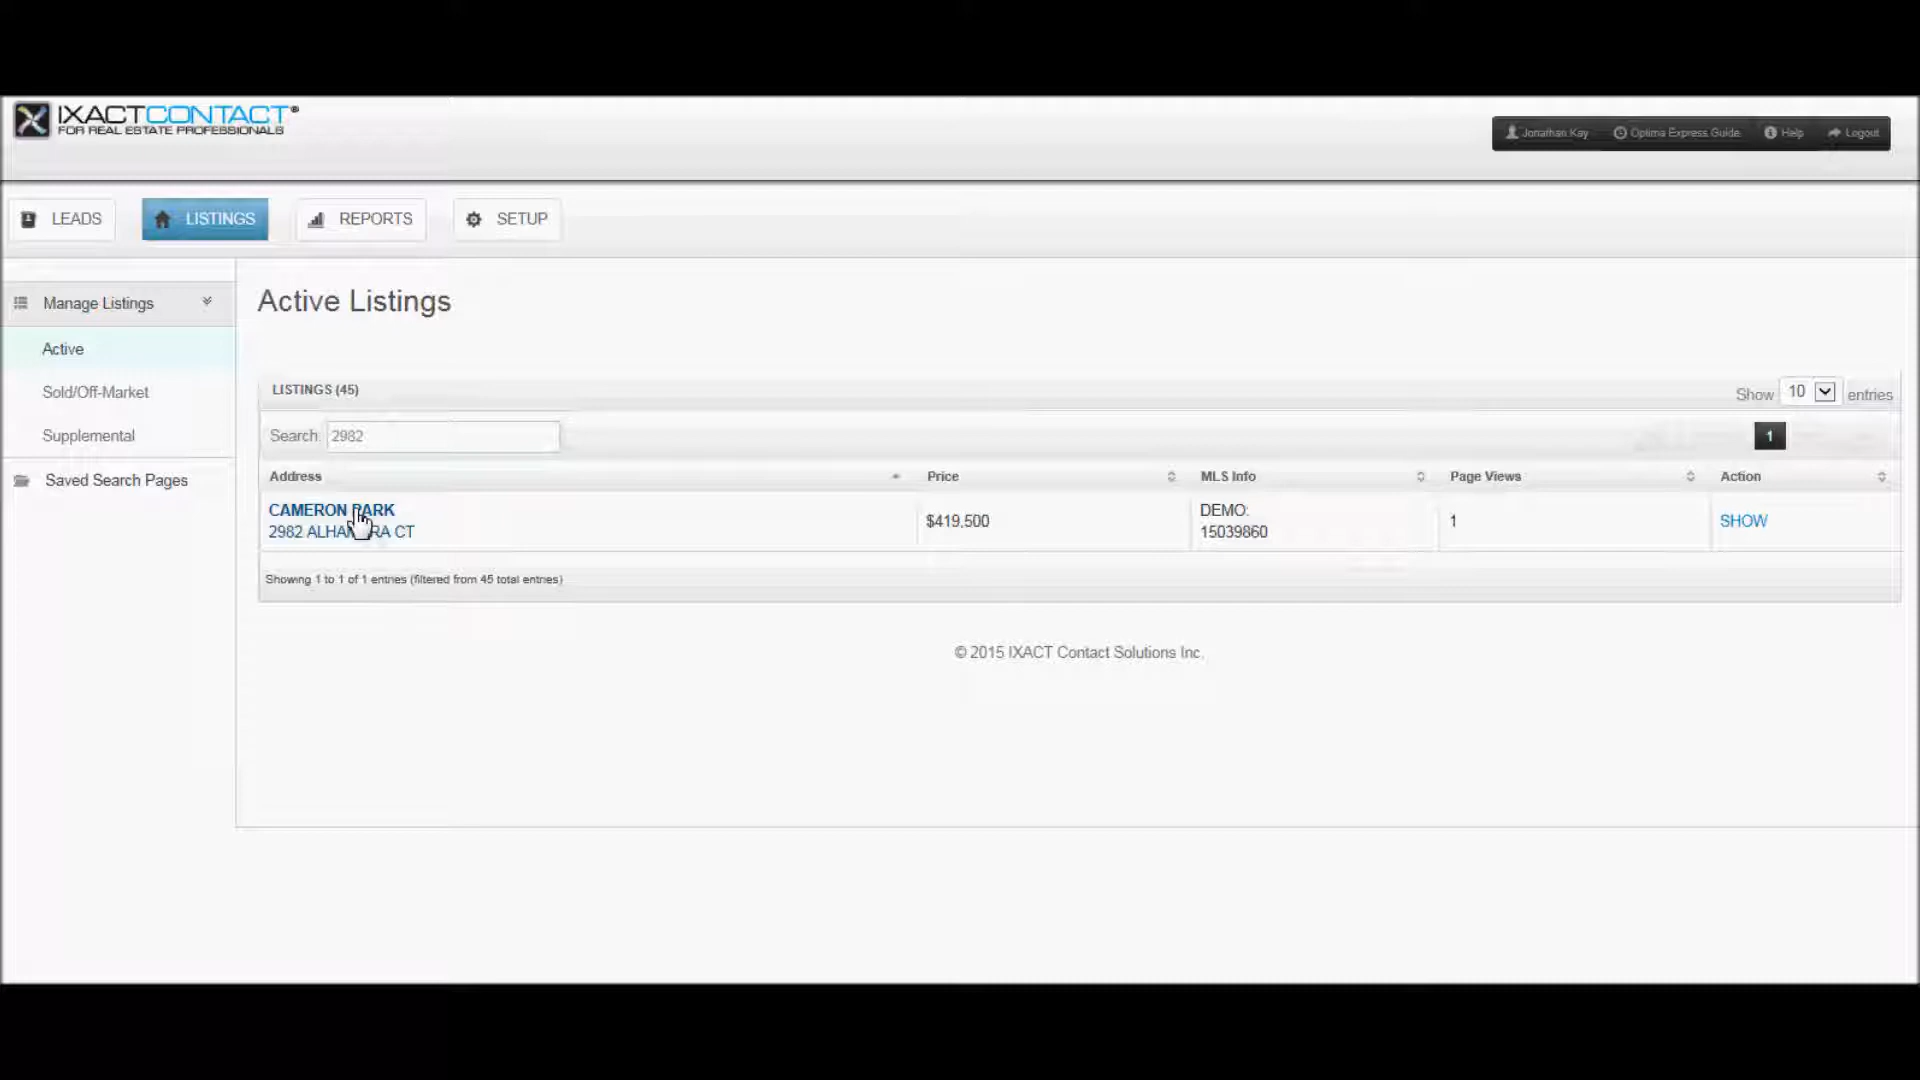 IXACTCONTACT®
FOR REAL ESTATE PROFESSIONALS
Jonathan Kay Optima Express Guide Help Logout
LEADS LISTINGS REPORTS SETUP
Manage Listings
Active
Sold/Off-Market
Supplemental
Saved Search Pages
Active Listings
LISTINGS (45)
Show 10 entries
Search: 2982
1
Address Price MLS Info Page Views Action
CAMERON PARK
2982 ALHAMBRA CT
$419,500
DEMO:
15039860
1
SHOW
Showing 1 to 1 of 1 entries (filtered from 45 total entries)
© 2015 IXACT Contact Solutions Inc.